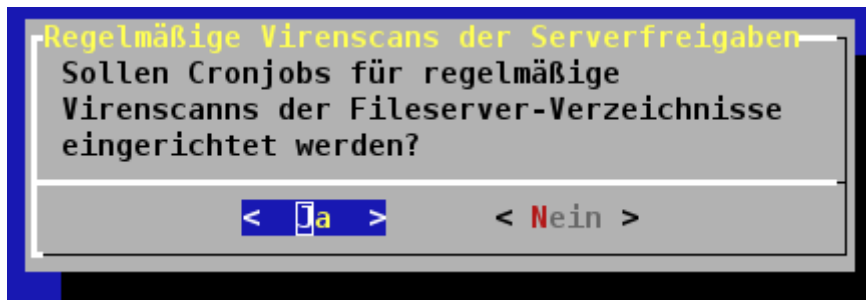 Regelmäßige Virenscans der Serverfreigaben
Sollen Cronjobs für regelmäßige
Virenscanns der Fileserver-Verzeichnisse
eingerichtet werden?
< Ja > < Nein >